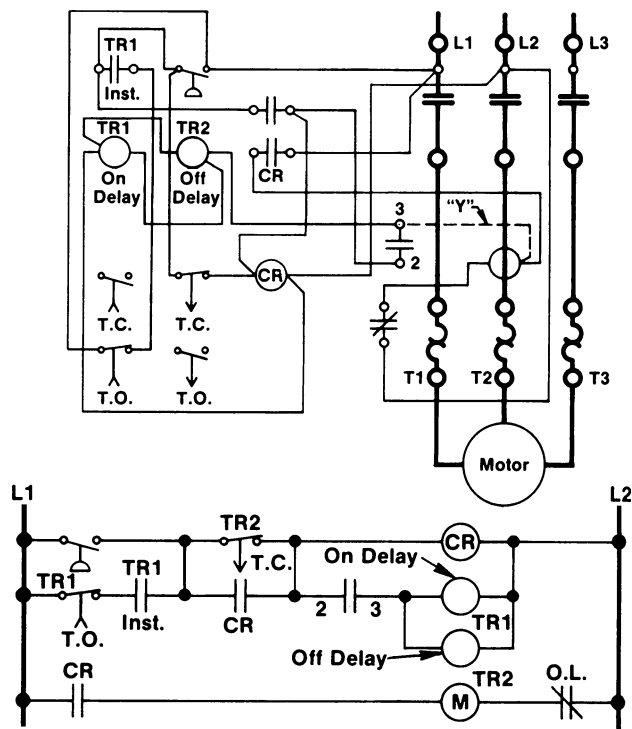 L1 L2 L3
TR1
Inst.
TR1 TR2
On Off
Delay Delay
CR
3
"Y"
2
CR
T.C. T.C.
T.O. T.O.
T1 T2 T3
Motor
L1 L2
TR2
T.C.
CR
On Delay
TR1 TR1
Inst.
T.O.
CR
2 3
TR1
Off Delay
CR
TR2
M
O.L.